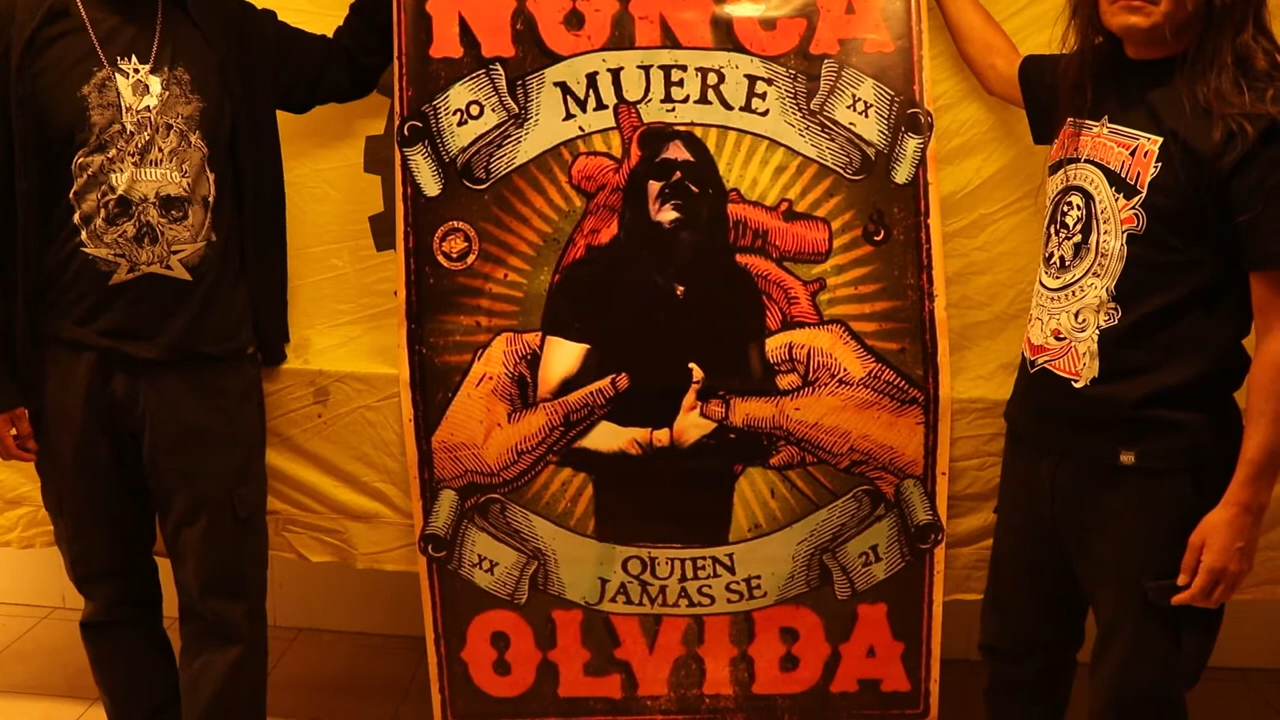 NUNCA
20 MUERE XX
XX QUIEN 21
JAMAS SE
OLVIDA